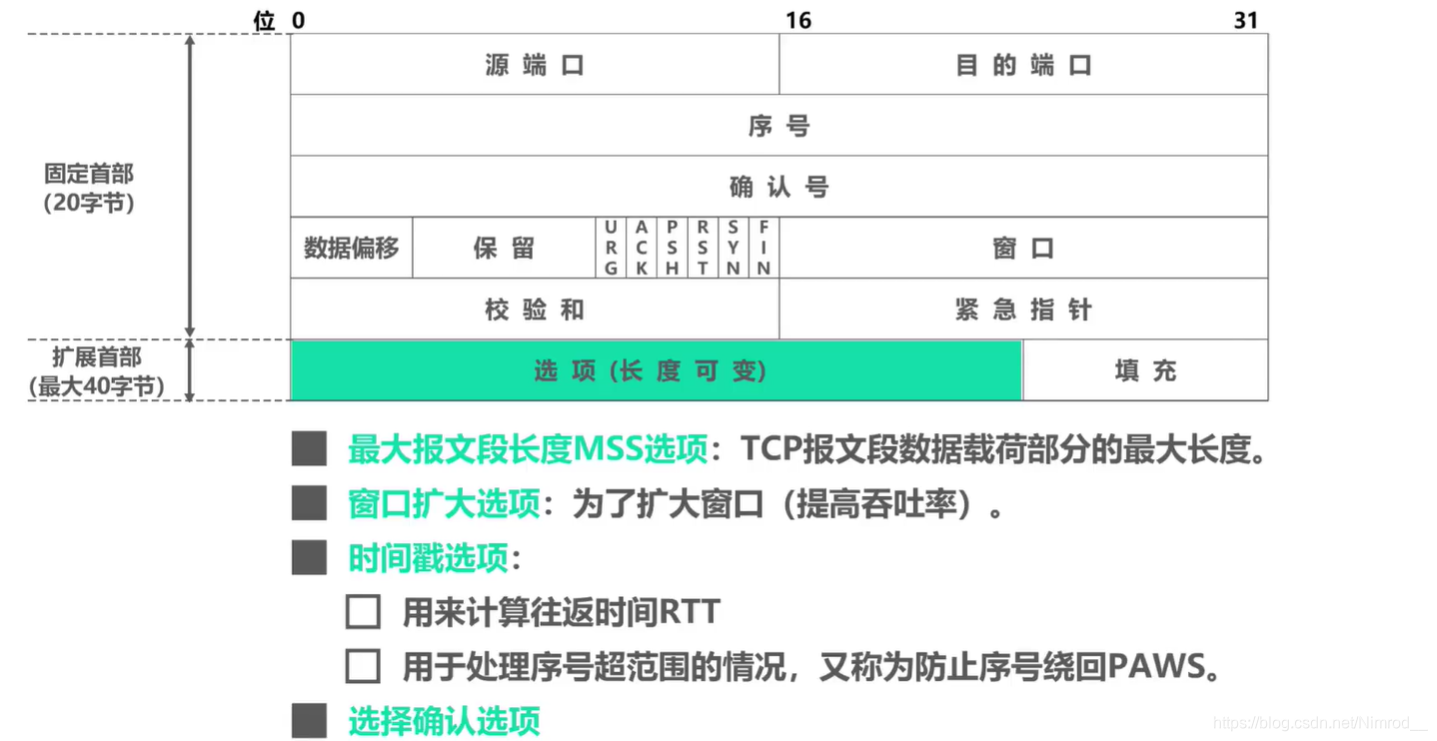 位 0 16 31
源端口 目的端口
序号
确认号
固定首部
(20字节)
数据偏移 保留 URG ACK PSH RST SYN FIN 窗口
校验和 紧急指针
扩展首部
(最大40字节)
选项(长度可变) 填充
最大报文段长度MSS选项：TCP报文段数据载荷部分的最大长度。
窗口扩大选项：为了扩大窗口（提高吞吐率）。
时间戳选项：
用来计算往返时间RTT
用于处理序号超范围的情况，又称为防止序号绕回PAWS。
选择确认选项
https://blog.csdn.net/Nimrod__